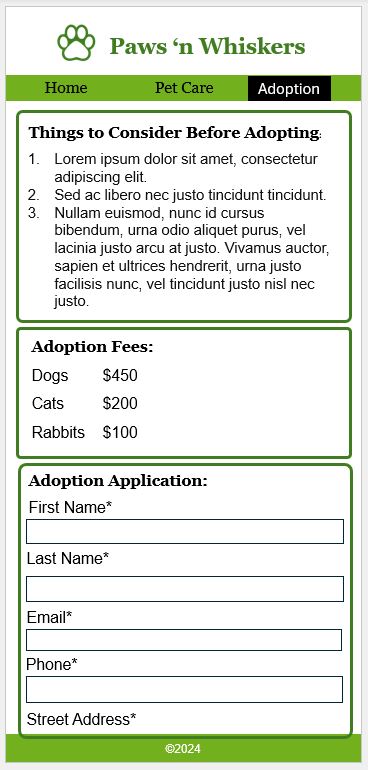 Paws ‘n Whiskers
Home Pet Care Adoption
Things to Consider Before Adopting:
1. Lorem ipsum dolor sit amet, consectetur
adipiscing elit.
2. Sed ac libero nec justo tincidunt tincidunt.
3. Nullam euismod, nunc id cursus
bibendum, urna odio aliquet purus, vel
lacinia justo arcu at justo. Vivamus auctor,
sapien et ultrices hendrerit, urna justo
facilisis nunc, vel tincidunt justo nisl nec
justo.
Adoption Fees:
Dogs $450
Cats $200
Rabbits $100
Adoption Application:
First Name*
Last Name*
Email*
Phone*
Street Address*
©2024